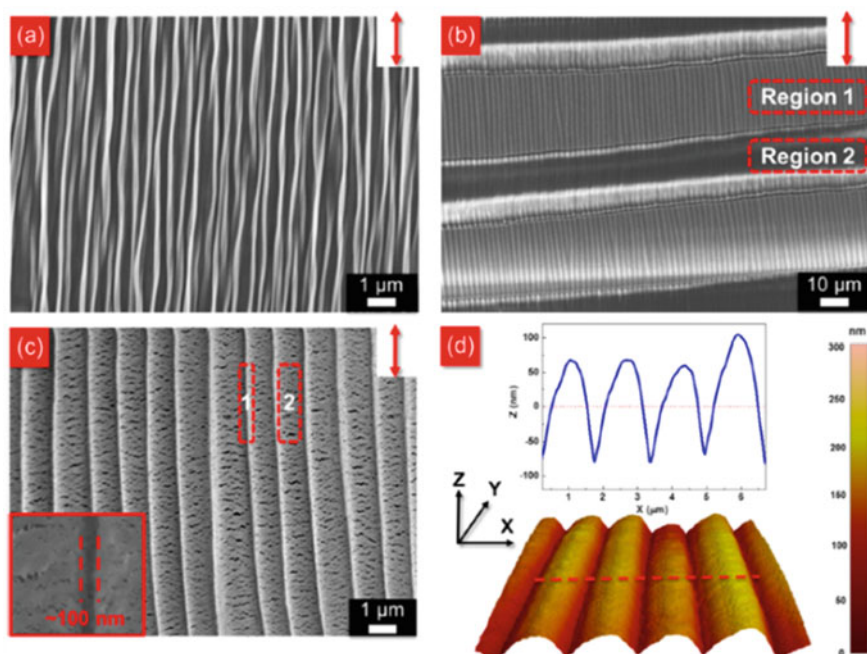 (a)
1 µm
(b)
Region 1
Region 2
10 µm
(c)
1
2
~100 nm
1 µm
(d)
nm
300
250
200
150
100
50
0
100
50
0
-50
-100
Z (nm)
1
2
3
4
5
6
X (µm)
Z
Y
X